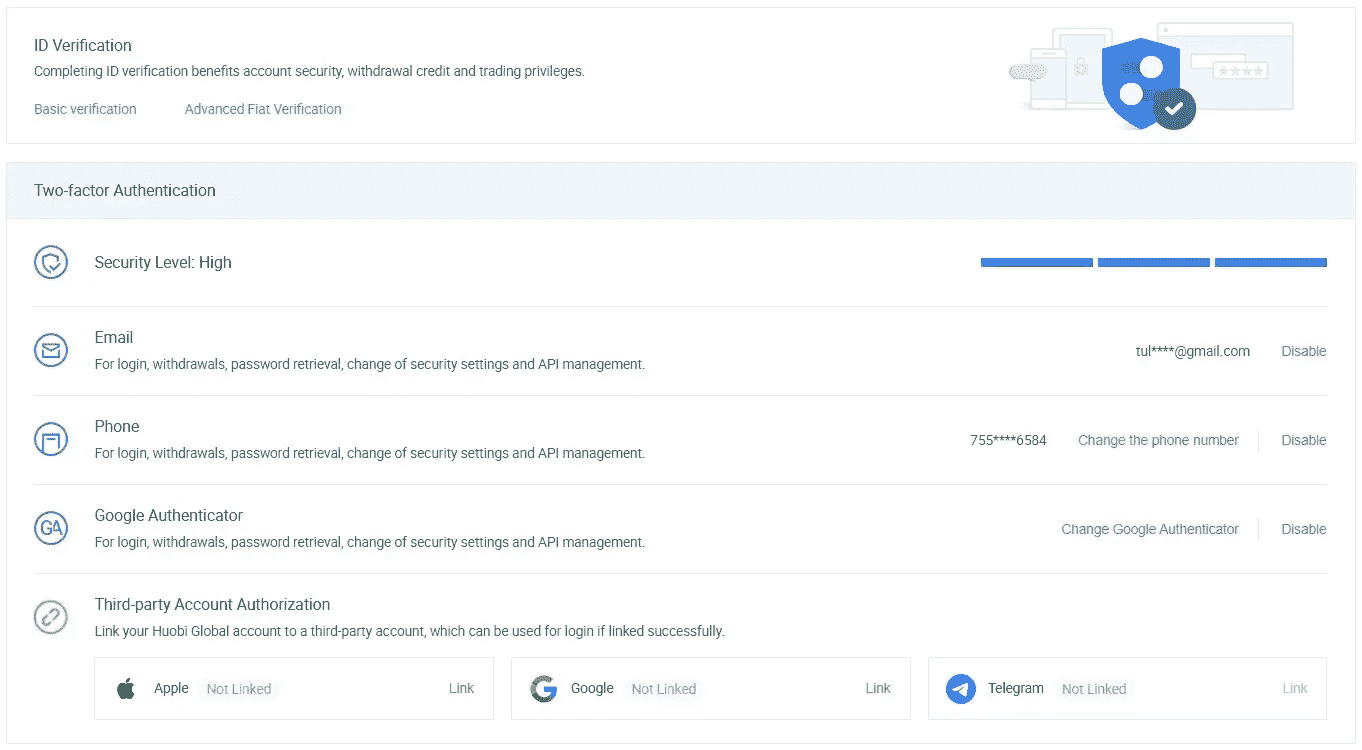 ID Verification
Completing ID verification benefits account security, withdrawal credit and trading privileges.
Basic verification Advanced Fiat Verification
Two-factor Authentication
Security Level: High
Email
For login, withdrawals, password retrieval, change of security settings and API management.
tul****@gmail.com Disable
Phone
For login, withdrawals, password retrieval, change of security settings and API management.
755****6584 Change the phone number Disable
GA
Google Authenticator
For login, withdrawals, password retrieval, change of security settings and API management.
Change Google Authenticator Disable
Third-party Account Authorization
Link your Huobi Global account to a third-party account, which can be used for login if linked successfully.
Apple Not Linked Link
Google Not Linked Link
Telegram Not Linked Link